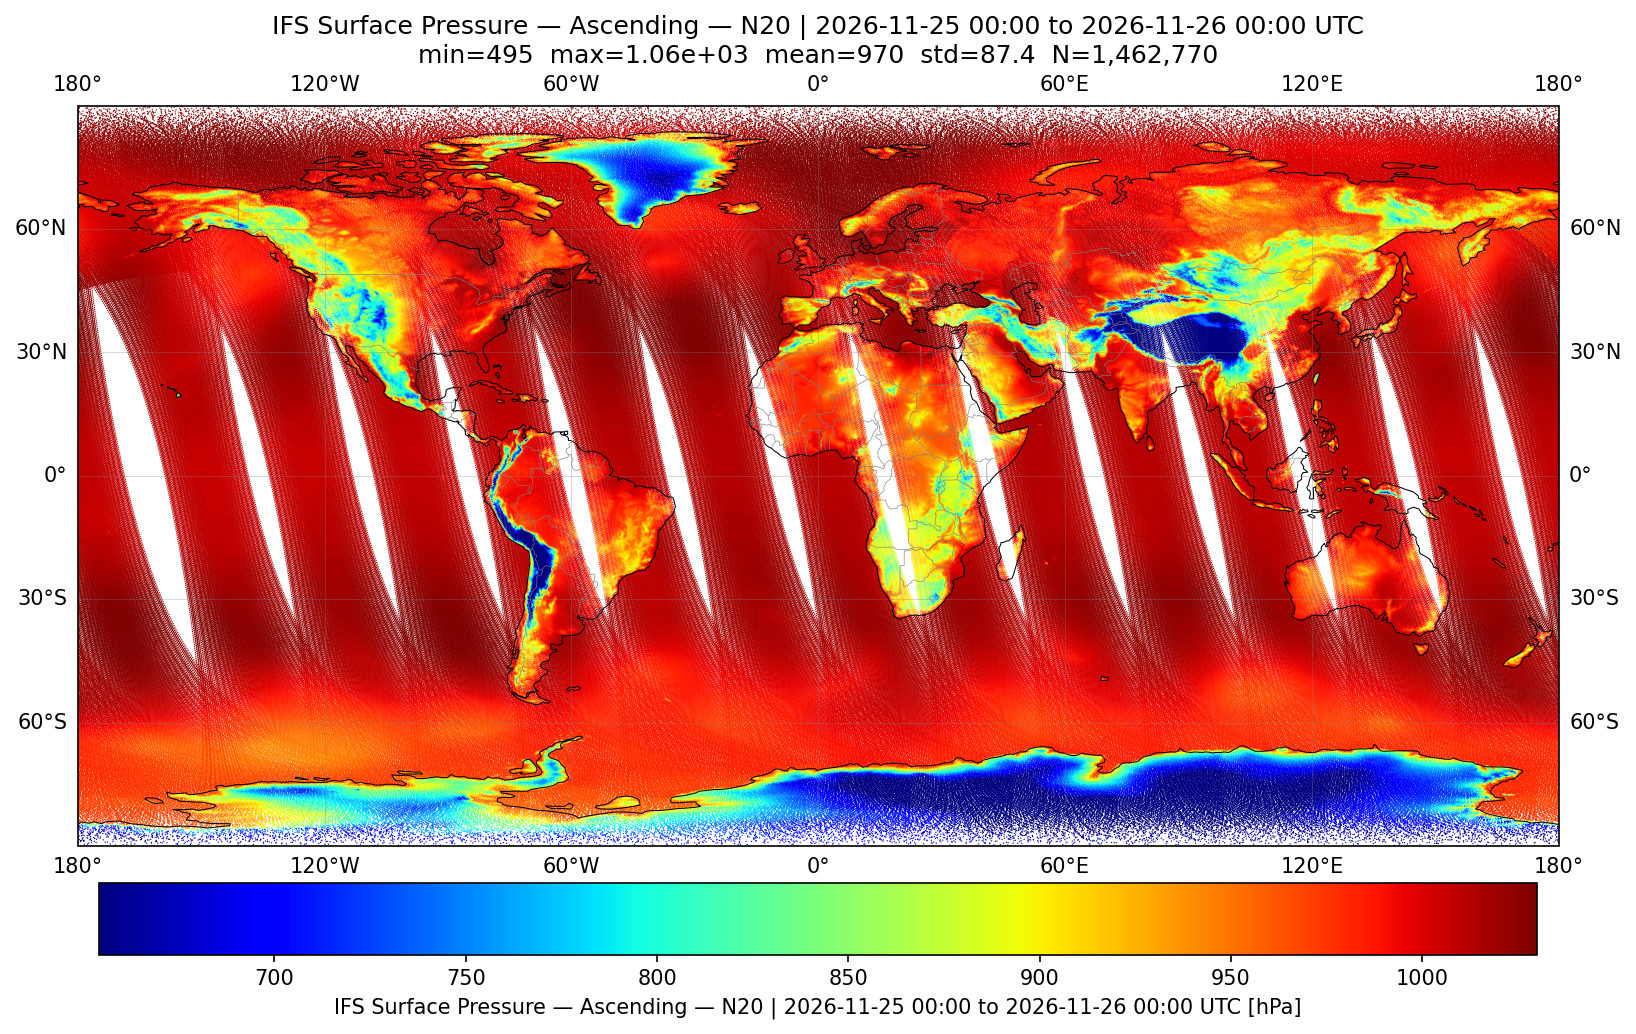 IFS Surface Pressure — Ascending — N20 | 2026-11-25 00:00 to 2026-11-26 00:00 UTC
min=495 max=1.06e+03 mean=970 std=87.4 N=1,462,770
180° 120°W 60°W 0° 60°E 120°E 180°
60°N 60°N
30°N 30°N
0° 0°
30°S 30°S
60°S 60°S
180° 120°W 60°W 0° 60°E 120°E 180°
700 750 800 850 900 950 1000
IFS Surface Pressure — Ascending — N20 | 2026-11-25 00:00 to 2026-11-26 00:00 UTC [hPa]